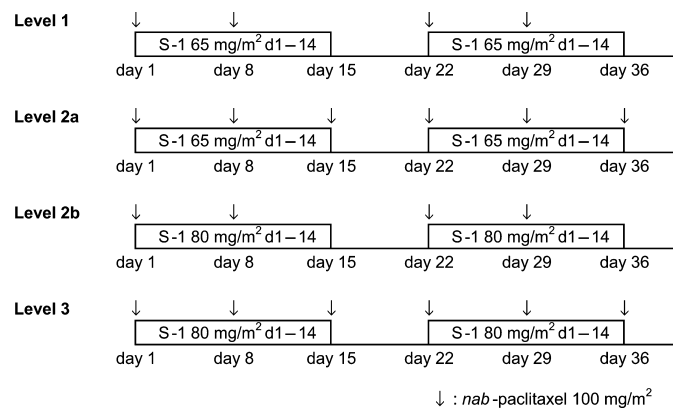 Level 1
S-1 65 mg/m² d1–14 S-1 65 mg/m² d1–14
day 1 day 8 day 15 day 22 day 29 day 36
Level 2a
S-1 65 mg/m² d1–14 S-1 65 mg/m² d1–14
day 1 day 8 day 15 day 22 day 29 day 36
Level 2b
S-1 80 mg/m² d1–14 S-1 80 mg/m² d1–14
day 1 day 8 day 15 day 22 day 29 day 36
Level 3
S-1 80 mg/m² d1–14 S-1 80 mg/m² d1–14
day 1 day 8 day 15 day 22 day 29 day 36
↓ : nab-paclitaxel 100 mg/m²